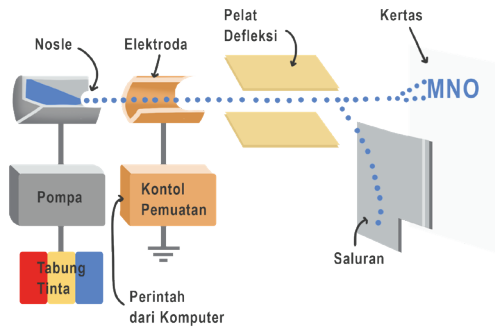 Pelat
Defleksi
Kertas
Nosle
Elektroda
MNO
Pompa
Kontol
Pemuatan
Saluran
Tabung
Tinta
Perintah
dari Komputer